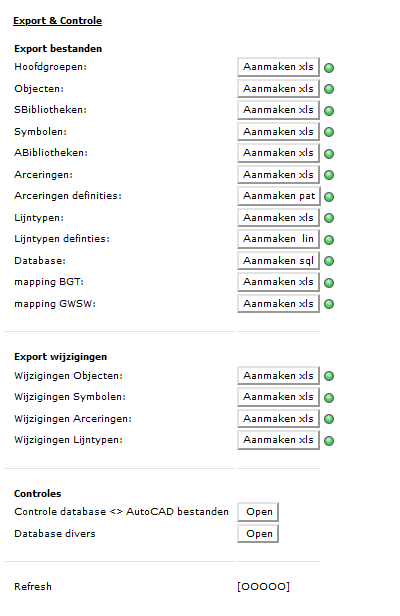 Export & Controle
Export bestanden
Hoofdgroepen: Aanmaken xls
Objecten: Aanmaken xls
SBibliotheken: Aanmaken xls
Symbolen: Aanmaken xls
ABibliotheken: Aanmaken xls
Arceringen: Aanmaken xls
Arceringen definities: Aanmaken pat
Lijntypen: Aanmaken xls
Lijntypen definties: Aanmaken lin
Database: Aanmaken sql
mapping BGT: Aanmaken xls
mapping GWSW: Aanmaken xls
Export wijzigingen
Wijzigingen Objecten: Aanmaken xls
Wijzigingen Symbolen: Aanmaken xls
Wijzigingen Arceringen: Aanmaken xls
Wijzigingen Lijntypen: Aanmaken xls
Controles
Controle database <> AutoCAD bestanden Open
Database divers Open
Refresh [OOOOO]